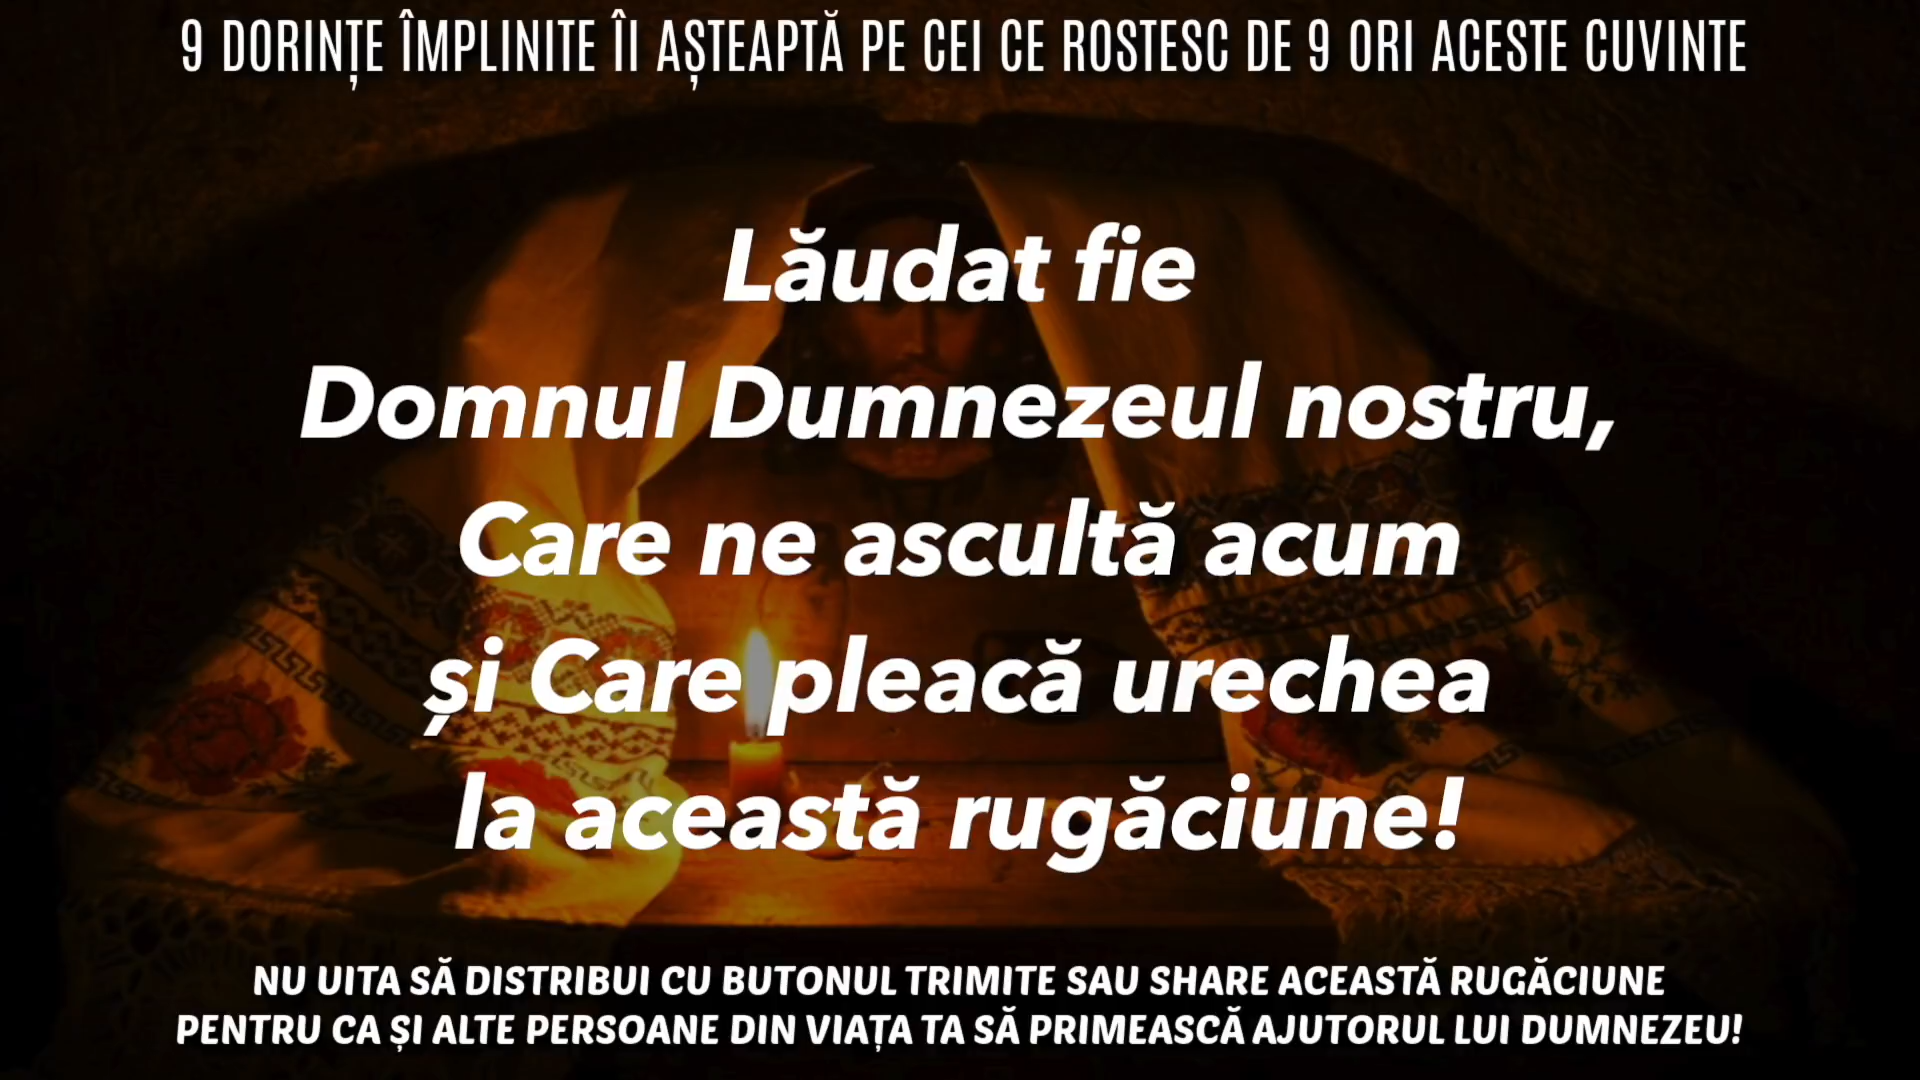 9 DORINȚE ÎMPLINITE ÎI AȘTEAPTĂ PE CEI CE ROSTESC DE 9 ORI ACESTE CUVINTE
Lăudat fie
Domnul Dumnezeul nostru,
Care ne ascultă acum
și Care pleacă urechea
la această rugăciune!
NU UITA SĂ DISTRIBUI CU BUTONUL TRIMITE SAU SHARE ACEASTĂ RUGĂCIUNE
PENTRU CA ȘI ALTE PERSOANE DIN VIAȚA TA SĂ PRIMEASCĂ AJUTORUL LUI DUMNEZEU!